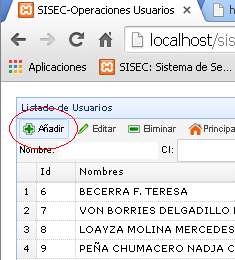 SISEC-Operaciones Usuarios
localhost/sis
Aplicaciones SISEC: Sistema de Se
Listado de Usuarios
Añadir Editar Eliminar Principa
Nombre: CI:
Id Nombres
1 6 BECERRA F. TERESA
2 7 VON BORRIES DELGADILLO
3 8 LOAYZA MOLINA MERCEDES
4 9 PEÑA CHUMACERO NADJA C